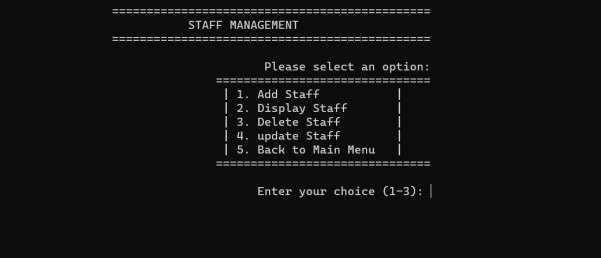 ==============================================
STAFF MANAGEMENT
==============================================
Please select an option:
===============================
| 1. Add Staff           |
| 2. Display Staff       |
| 3. Delete Staff        |
| 4. update Staff        |
| 5. Back to Main Menu   |
===============================
Enter your choice (1-3):